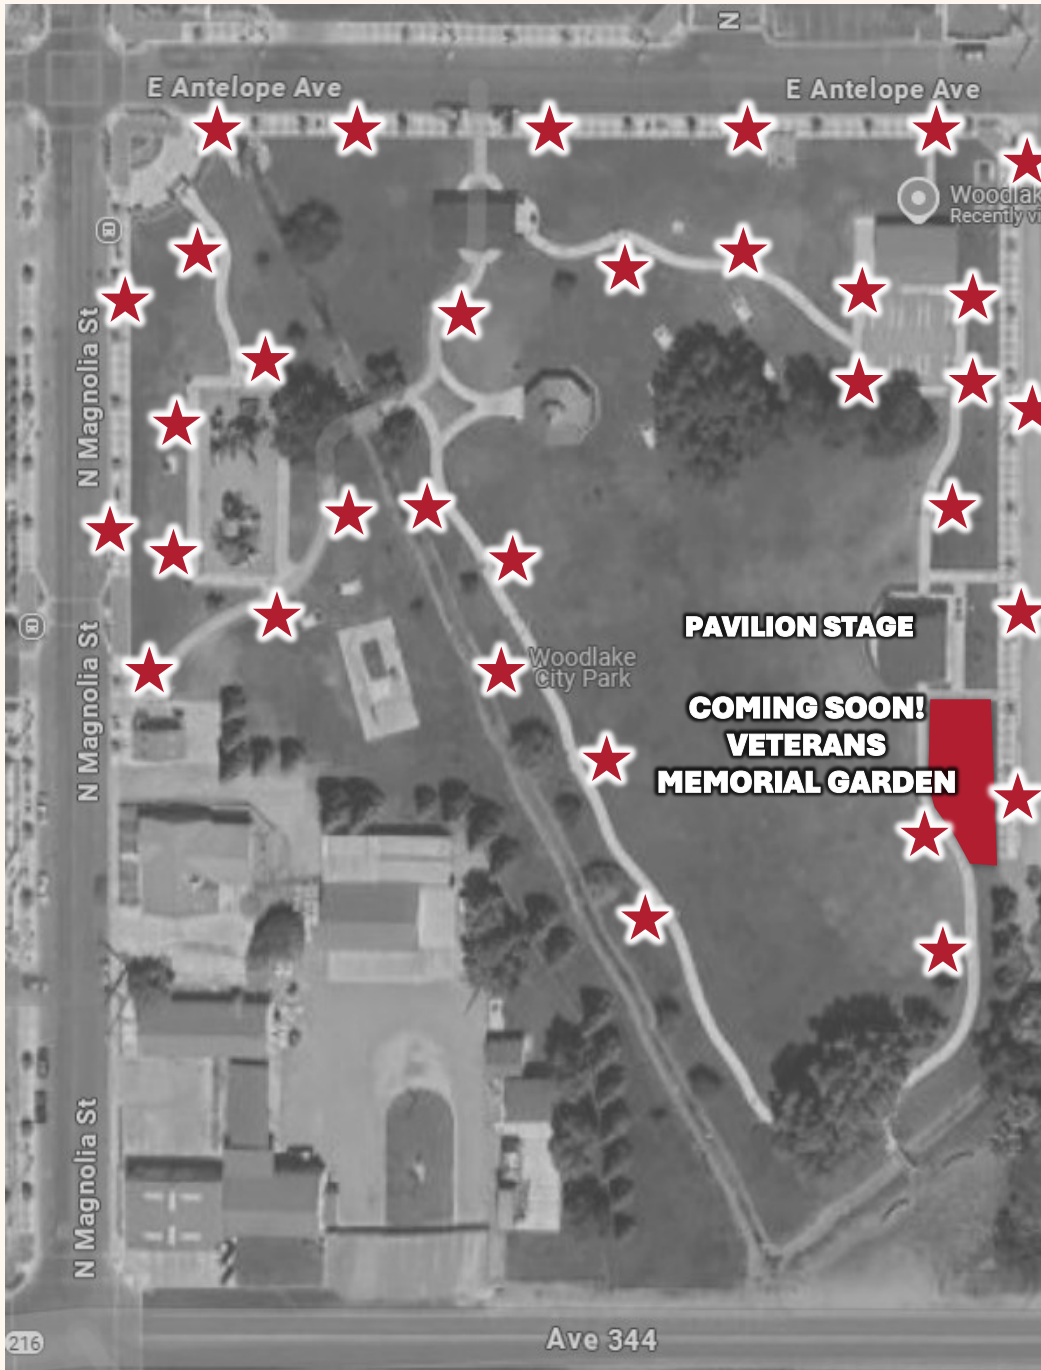 N
E Antelope Ave
E Antelope Ave
Woodlak
Recently vi
N Magnolia St
PAVILION STAGE
Woodlake
City Park
N Magnolia St
COMING SOON!
VETERANS
MEMORIAL GARDEN
N Magnolia St
Ave 344
216